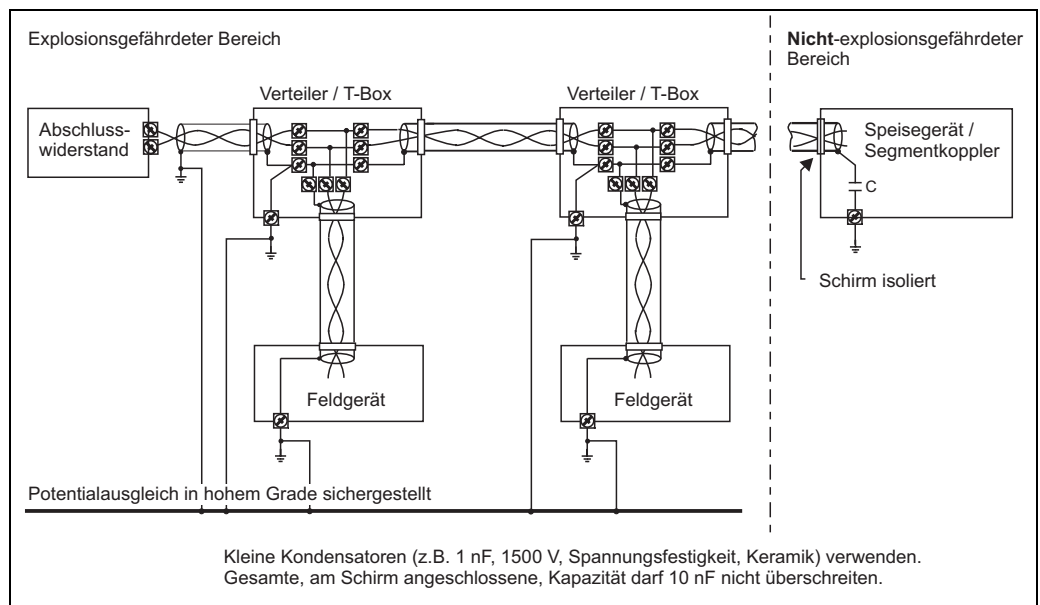 Explosionsgefährdeter Bereich
Nicht-explosionsgefährdeter
Bereich
Verteiler / T-Box
Verteiler / T-Box
Abschluss-
widerstand
Speisegerät /
Segmentkoppler
C
Schirm isoliert
Feldgerät
Feldgerät
Potentialausgleich in hohem Grade sichergestellt
Kleine Kondensatoren (z.B. 1 nF, 1500 V, Spannungsfestigkeit, Keramik) verwenden.
Gesamte, am Schirm angeschlossene, Kapazität darf 10 nF nicht überschreiten.